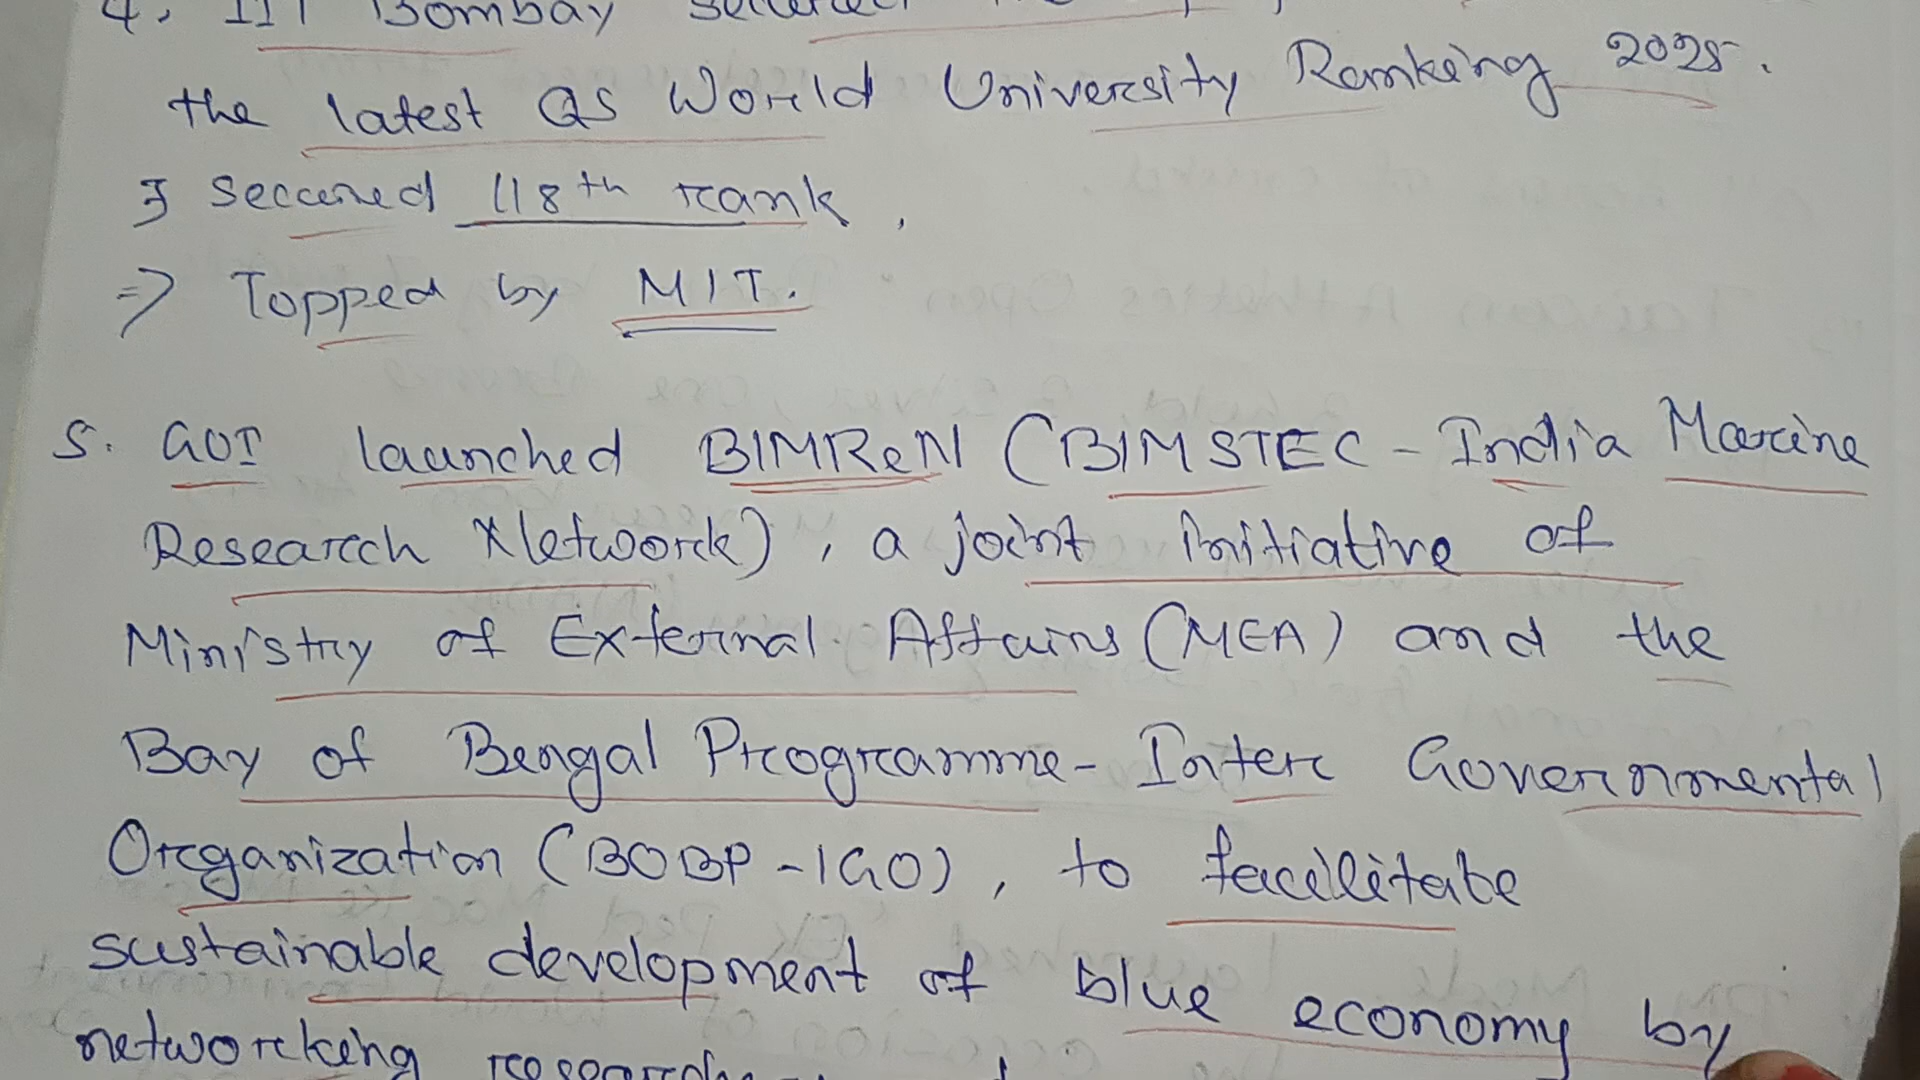 4. IIT Bombay secured the
the latest QS World University Ranking 2025.
⇒ Secured 118th rank,
⇒ Topped by MIT.
5. GOI launched BIMReN (BIMSTEC-India Marine
Research Network), a joint initiative of
Ministry of External Affairs (MEA) and the
Bay of Bengal Programme-Inter Governmental
Organization (BOBP-IGO), to facilitate
sustainable development of blue economy by
networking